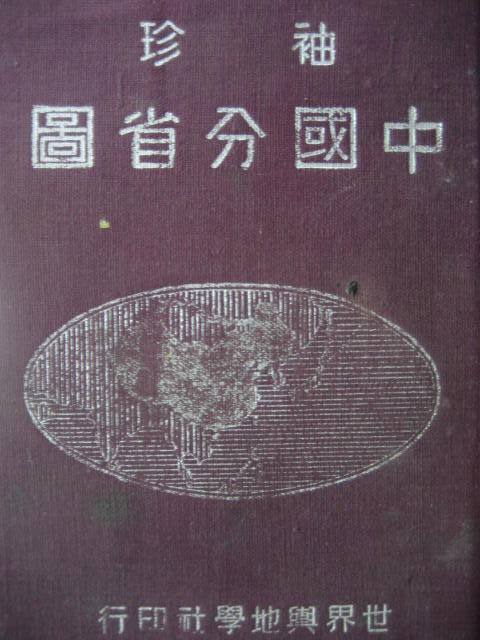 袖珍
中國分省圖
世界輿地學社印行